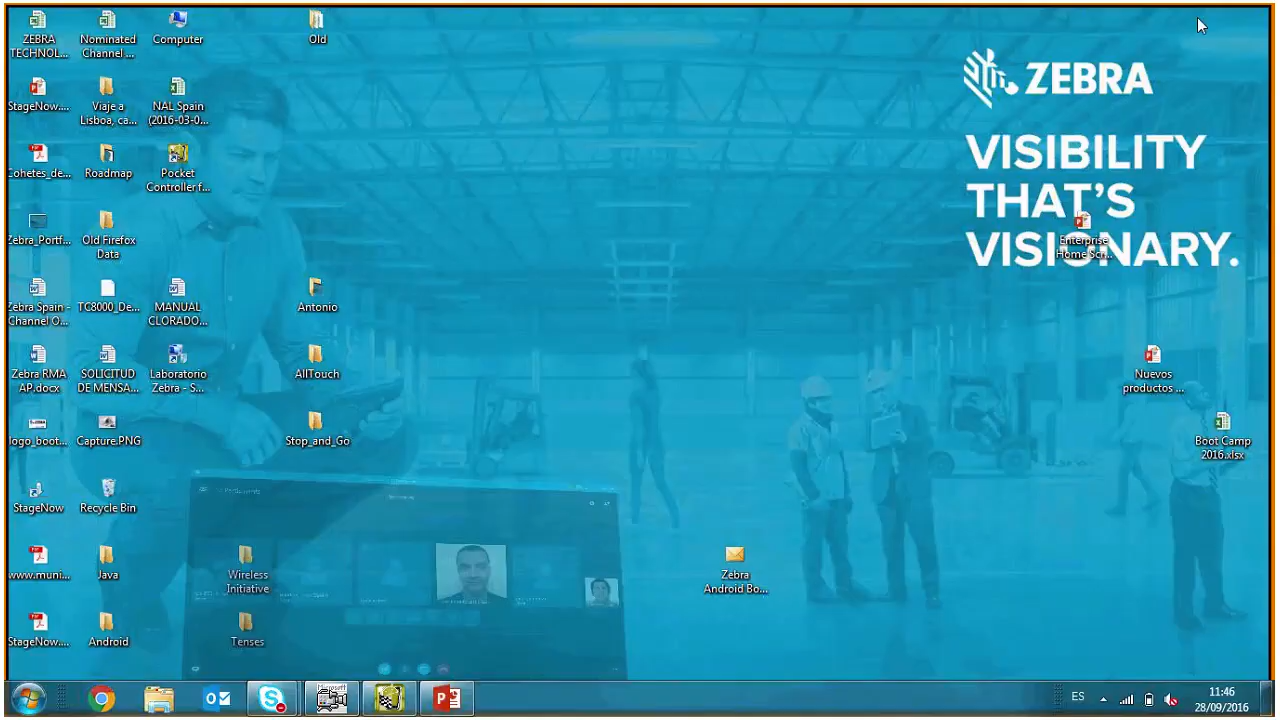 ZEBRA
TECHNOL...
Nominated
Channel ...
Computer
Old
ZEBRA
VISIBILITY
THAT'S
VISIONARY.
StageNow....
Viaje a
Lisboa, ca...
NAL Spain
(2016-03-0...
Cohetes_de...
Roadmap
Pocket
Controller f...
Zebra_Portf...
Old Firefox
Data
Enterprise
Home Scr...
Zebra Spain -
Channel O...
TC8000_De...
MANUAL
CLORADO...
Antonio
Zebra RMA
AP.docx
SOLICITUD
DE MENSA...
Laboratorio
Zebra - S...
AllTouch
Nuevos
productos ...
logo_boot...
Capture.PNG
Stop_and_Go
Boot Camp
2016.xlsx
StageNow
Recycle Bin
www.muni...
Java
Wireless
Initiative
Zebra
Android Bo...
StageNow....
Android
Tenses
ES
11:46
28/09/2016